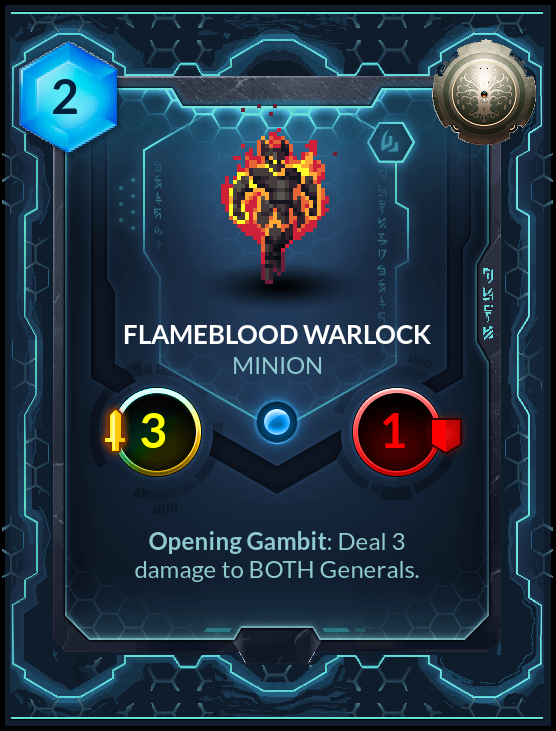 2
FLAMEBLOOD WARLOCK
MINION
3
1
Opening Gambit: Deal 3
damage to BOTH Generals.